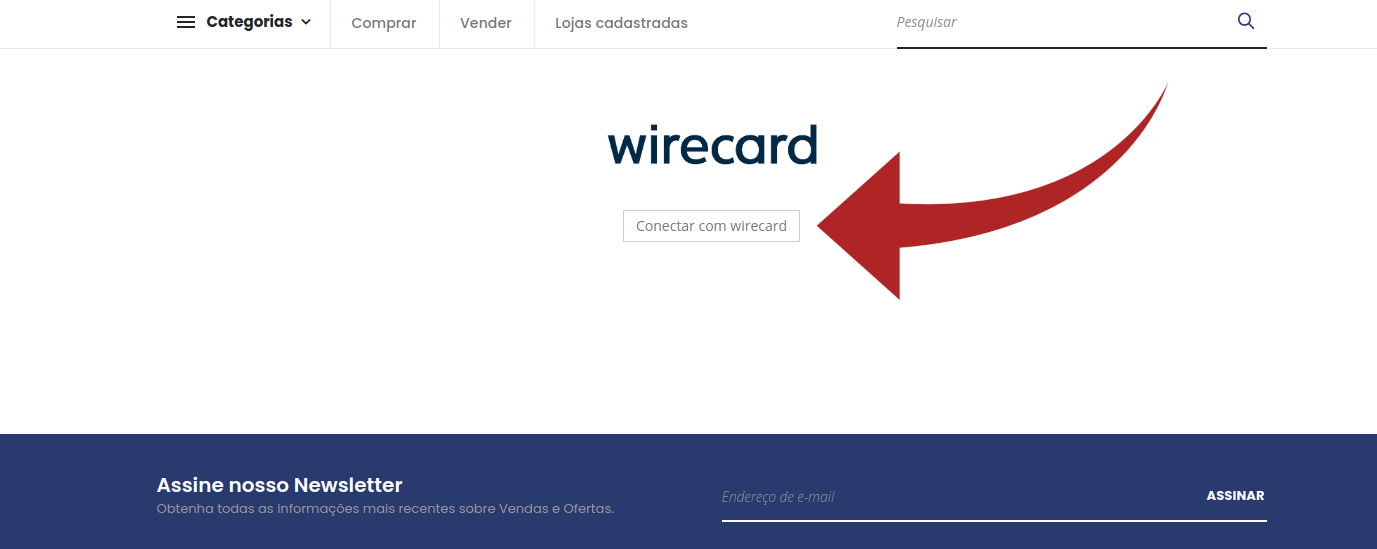 Categorias Comprar Vender Lojas cadastradas Pesquisar
wirecard
Conectar com wirecard
Assine nosso Newsletter
Obtenha todas as informações mais recentes sobre Vendas e Ofertas.
Endereço de e-mail ASSINAR